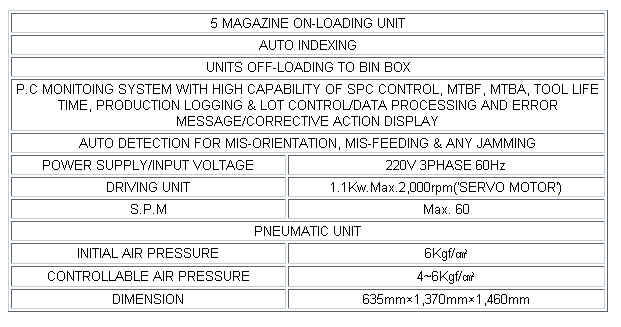 5 MAGAZINE ON-LOADING UNIT
AUTO INDEXING
UNITS OFF-LOADING TO BIN BOX
P.C MONITOING SYSTEM WITH HIGH CAPABILITY OF SPC CONTROL, MTBF, MTBA, TOOL LIFE
TIME, PRODUCTION LOGGING & LOT CONTROL/DATA PROCESSING AND ERROR
MESSAGE/CORRECTIVE ACTION DISPLAY
AUTO DETECTION FOR MIS-ORIENTATION, MIS-FEEDING & ANY JAMMING
POWER SUPPLY/INPUT VOLTAGE 220V 3PHASE 60Hz
DRIVING UNIT 1.1Kw.Max.2,000rpm('SERVO MOTOR')
S.P.M Max. 60
PNEUMATIC UNIT
INITIAL AIR PRESSURE 6Kgf/㎠
CONTROLLABLE AIR PRESSURE 4~6Kgf/㎠
DIMENSION 635mm×1,370mm×1,460mm